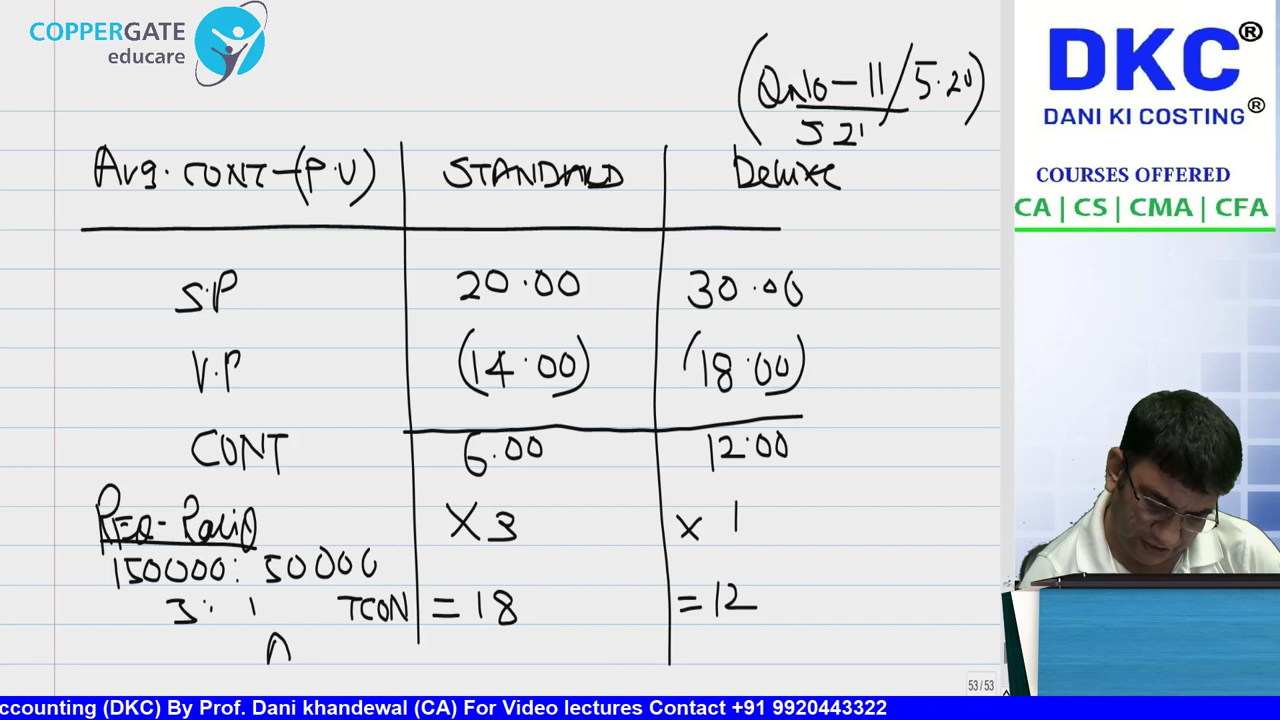 COPPERGATE
educare
(Qn10 - 11/5.20)
5 21
DKC®
DANI KI COSTING®
COURSES OFFERED
CA | CS | CMA | CFA
Avg. CONT - (P.U) STANDARD Deluxe
S.P 20.00 30.00
V.P (14.00) (18.00)
CONT 6.00 12.00
REQ - Ratio × 3 × 1
150000: 50000
3: 1 TCON = 18 = 12
53 / 53
ccounting (DKC) By Prof. Dani khandewal (CA) For Video lectures Contact +91 9920443322